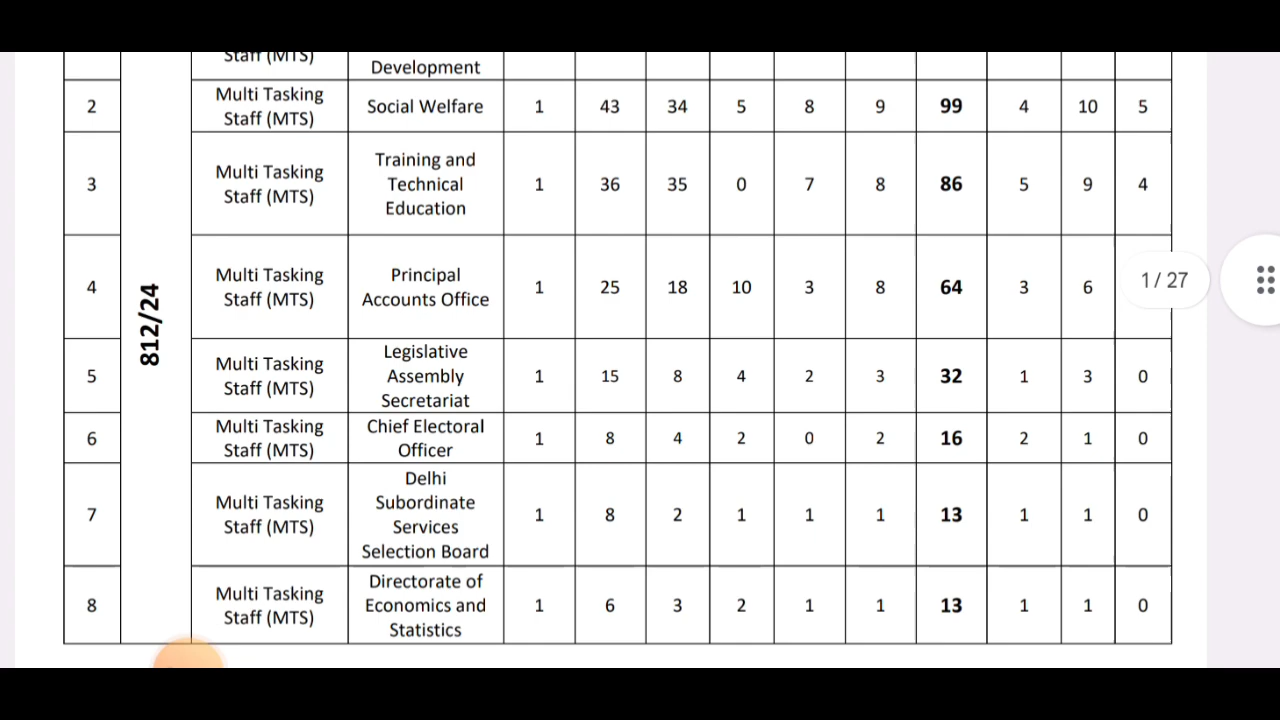 Staff (MTS)
Development
2 Multi Tasking Staff (MTS) Social Welfare 1 43 34 5 8 9 99 4 10 5
3 Multi Tasking Staff (MTS) Training and Technical Education 1 36 35 0 7 8 86 5 9 4
812/24
4 Multi Tasking Staff (MTS) Principal Accounts Office 1 25 18 10 3 8 64 3 6
1 / 27
5 Multi Tasking Staff (MTS) Legislative Assembly Secretariat 1 15 8 4 2 3 32 1 3 0
6 Multi Tasking Staff (MTS) Chief Electoral Officer 1 8 4 2 0 2 16 2 1 0
7 Multi Tasking Staff (MTS) Delhi Subordinate Services Selection Board 1 8 2 1 1 1 13 1 1 0
8 Multi Tasking Staff (MTS) Directorate of Economics and Statistics 1 6 3 2 1 1 13 1 1 0